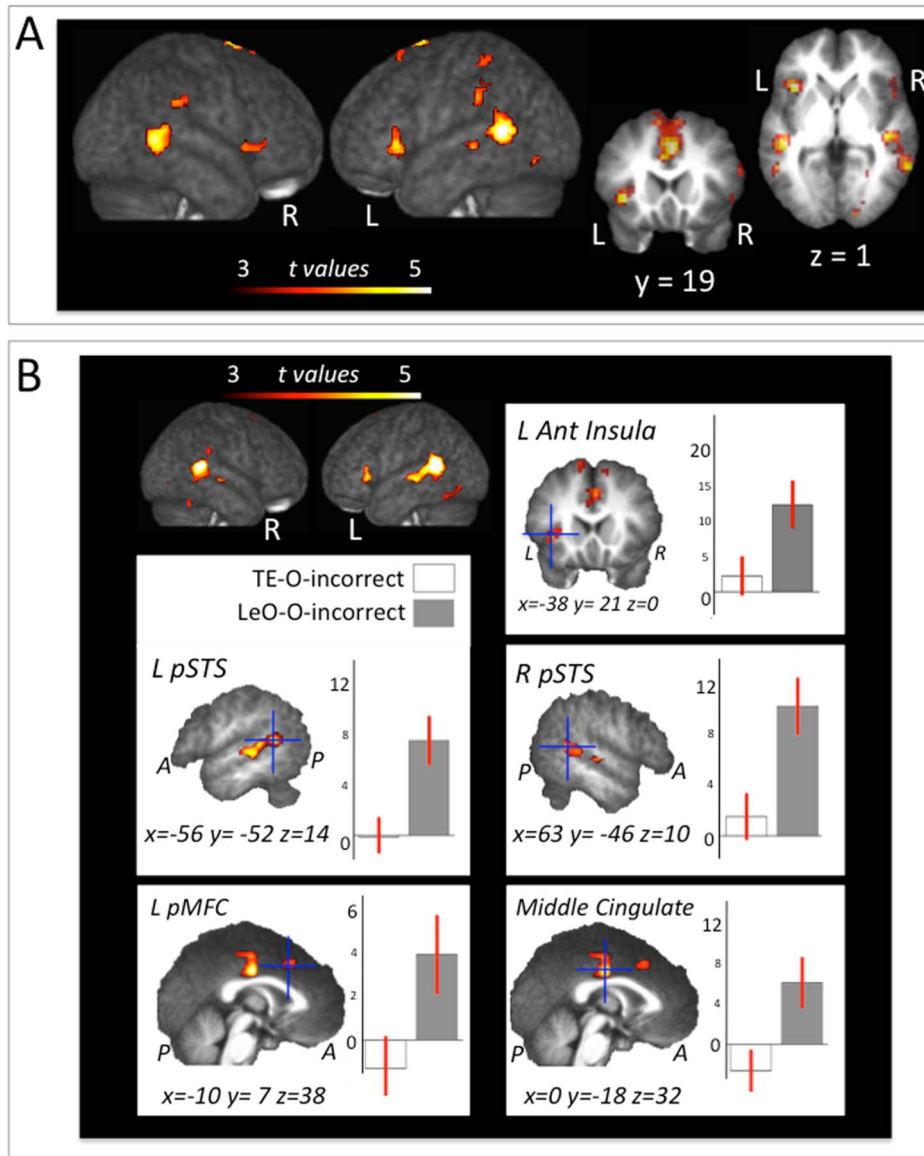 A
R
L
3 t values 5
L R
y = 19
L R
z = 1
B
3 t values 5
R
L
TE-O-incorrect
LeO-O-incorrect
L Ant Insula
20
15
10
5
0
L R
x=-38 y= 21 z=0
L pSTS
12
8
4
0
A P
x=-56 y= -52 z=14
R pSTS
12
8
4
0
P A
x=63 y= -46 z=10
L pMFC
6
4
2
0
P A
x=-10 y= 7 z=38
Middle Cingulate
12
8
4
0
P A
x=0 y=-18 z=32